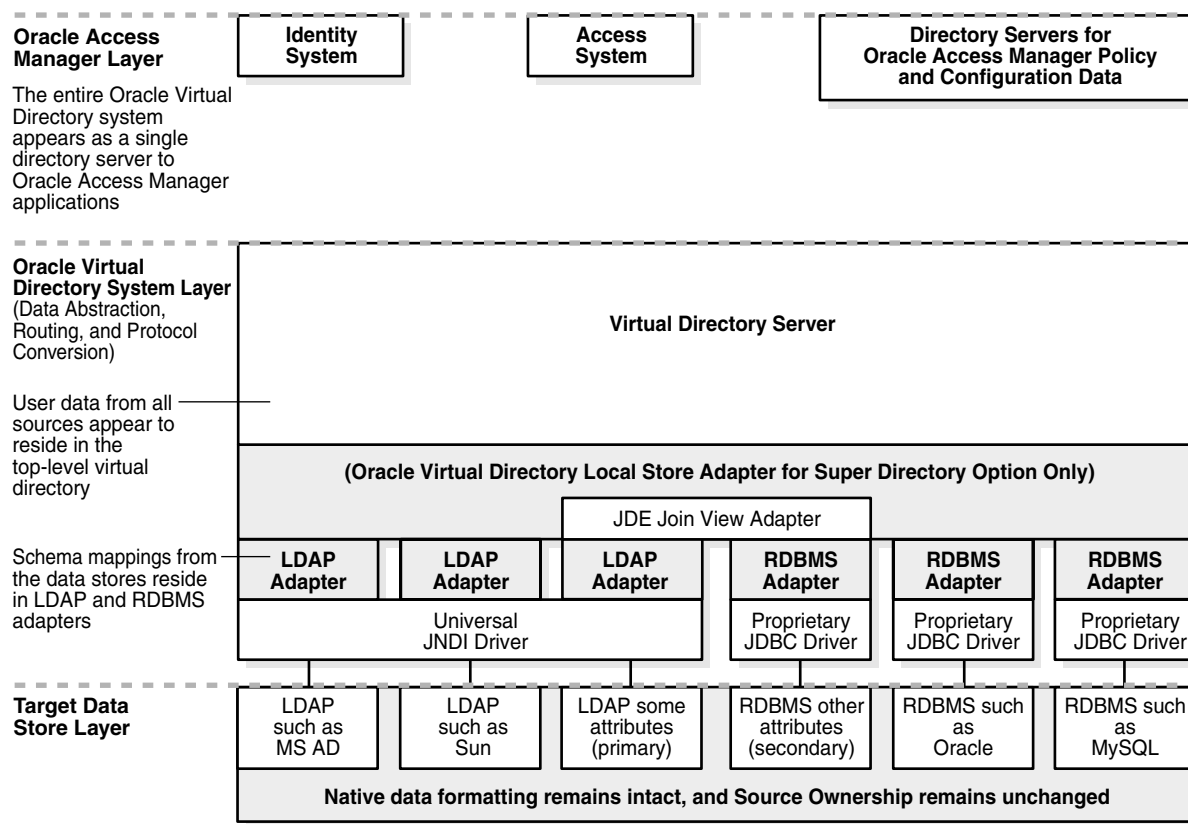 Oracle Access
Manager Layer
The entire Oracle Virtual
Directory system
appears as a single
directory server to
Oracle Access Manager
applications
Identity
System
Access
System
Directory Servers for
Oracle Access Manager Policy
and Configuration Data
Oracle Virtual
Directory System Layer
(Data Abstraction,
Routing, and Protocol
Conversion)
User data from all
sources appear to
reside in the
top-level virtual
directory
Schema mappings from
the data stores reside
in LDAP and RDBMS
adapters
Virtual Directory Server
(Oracle Virtual Directory Local Store Adapter for Super Directory Option Only)
JDE Join View Adapter
LDAP
Adapter
LDAP
Adapter
LDAP
Adapter
RDBMS
Adapter
RDBMS
Adapter
RDBMS
Adapter
Universal
JNDI Driver
Proprietary
JDBC Driver
Proprietary
JDBC Driver
Proprietary
JDBC Driver
Target Data
Store Layer
LDAP
such as
MS AD
LDAP
such as
Sun
LDAP some
attributes
(primary)
RDBMS other
attributes
(secondary)
RDBMS such
as
Oracle
RDBMS such
as
MySQL
Native data formatting remains intact, and Source Ownership remains unchanged